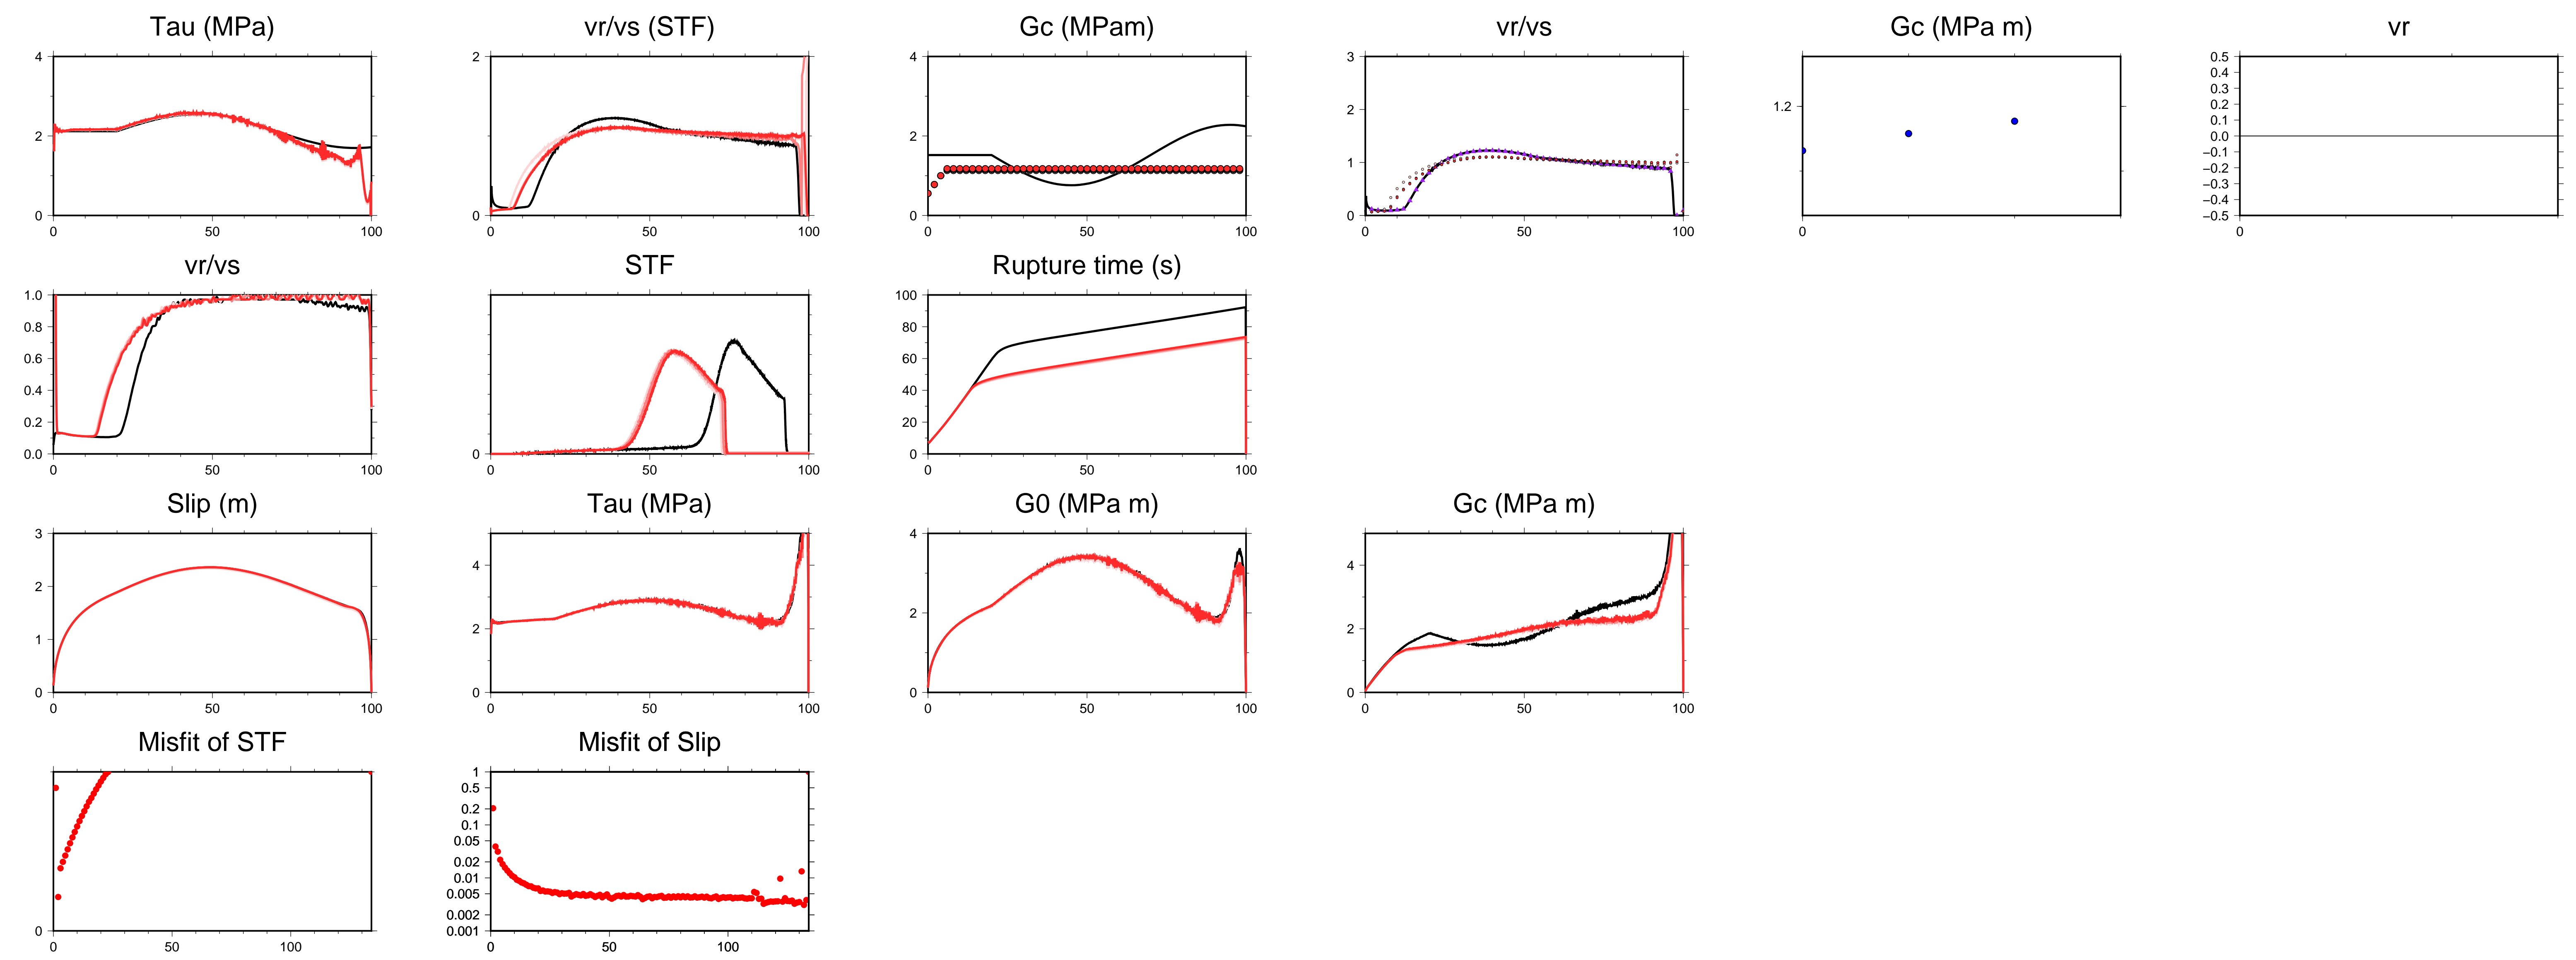 Tau (MPa) vr/vs (STF) Gc (MPam) vr/vs Gc (MPa m) vr
4 2 4 3 0.5
0.4
0.3
2 1.2 0.2
0.1
2 2 0.0
−0.1
1 −0.2
−0.3
−0.4
0 0 0 0 −0.5
0 50 100 0 50 100 0 50 100 0 50 100 0 0
vr/vs STF Rupture time (s)
1.0 100
0.8 80
0.6 60
0.4 40
0.2 20
0.0 0 0
0 50 100 0 50 100 0 50 100
Slip (m) Tau (MPa) G0 (MPa m) Gc (MPa m)
3 4
4 4
2
2 2 2
1
0 0 0 0
0 50 100 0 50 100 0 50 100 0 50 100
Misfit of STF Misfit of Slip
1
0.5
0.2
0.1
0.05
0.02
0.01
0.005
0.002
0 0.001
0 50 100 0 50 100